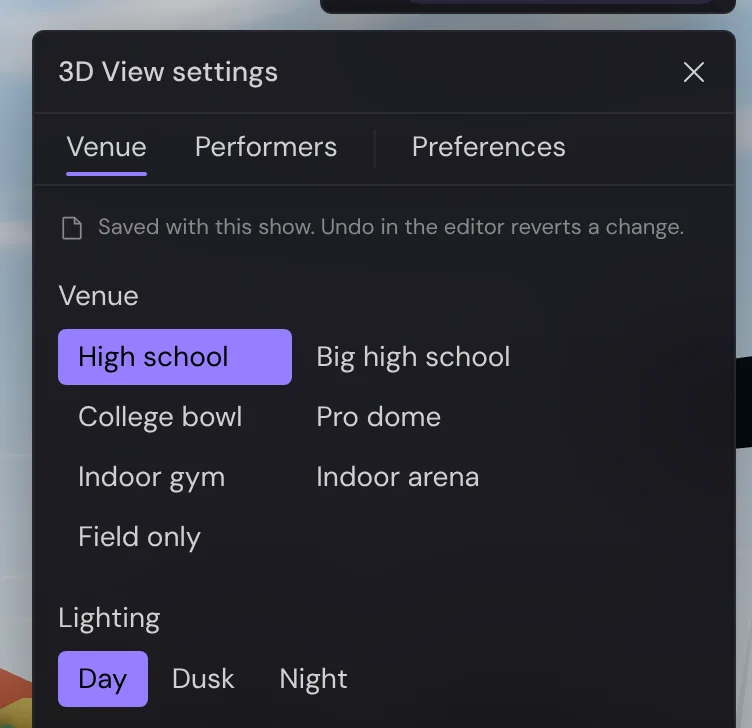 3D View settings
Venue Performers Preferences
Saved with this show. Undo in the editor reverts a change.
Venue
High school Big high school
College bowl Pro dome
Indoor gym Indoor arena
Field only
Lighting
Day Dusk Night